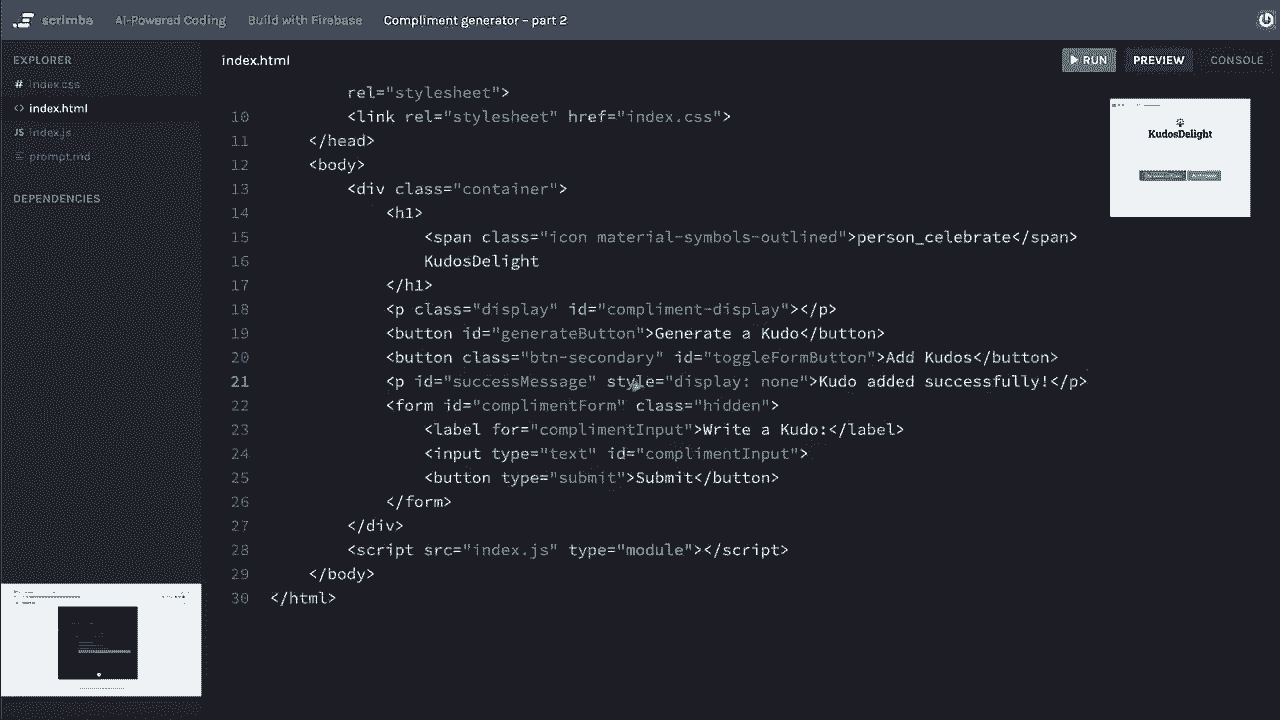 scrimba AI-Powered Coding Build with Firebase Compliment generator – part 2
EXPLORER
# index.css
<> index.html
JS index.js
prompt.md
DEPENDENCIES
index.html
RUN PREVIEW CONSOLE
rel="stylesheet">
10 <link rel="stylesheet" href="index.css">
11 </head>
12 <body>
13 <div class="container">
14 <h1>
15 <span class="icon material-symbols-outlined">person_celebrate</span>
16 KudosDelight
17 </h1>
18 <p class="display" id="compliment-display"></p>
19 <button id="generateButton">Generate a Kudo</button>
20 <button class="btn-secondary" id="toggleFormButton">Add Kudos</button>
21 <p id="successMessage" style="display: none">Kudo added successfully!</p>
22 <form id="complimentForm" class="hidden">
23 <label for="complimentInput">Write a Kudo:</label>
24 <input type="text" id="complimentInput">
25 <button type="submit">Submit</button>
26 </form>
27 </div>
28 <script src="index.js" type="module"></script>
29 </body>
30 </html>
KudosDelight